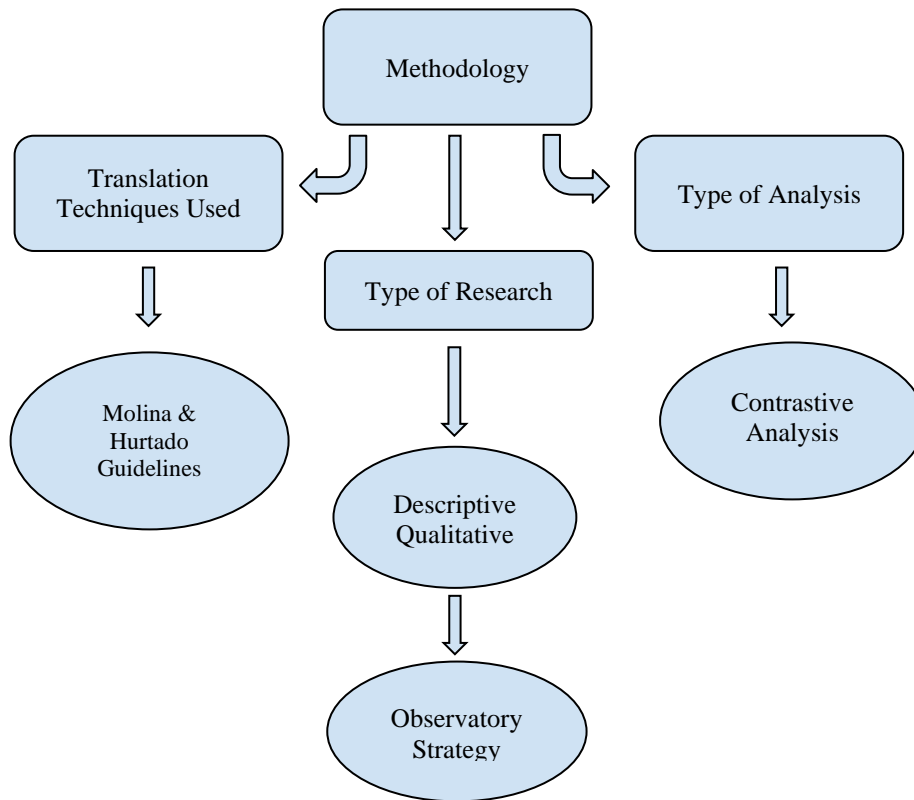 Methodology
Translation
Techniques Used
Type of Research
Type of Analysis
Molina &
Hurtado
Guidelines
Descriptive
Qualitative
Contrastive
Analysis
Observatory
Strategy